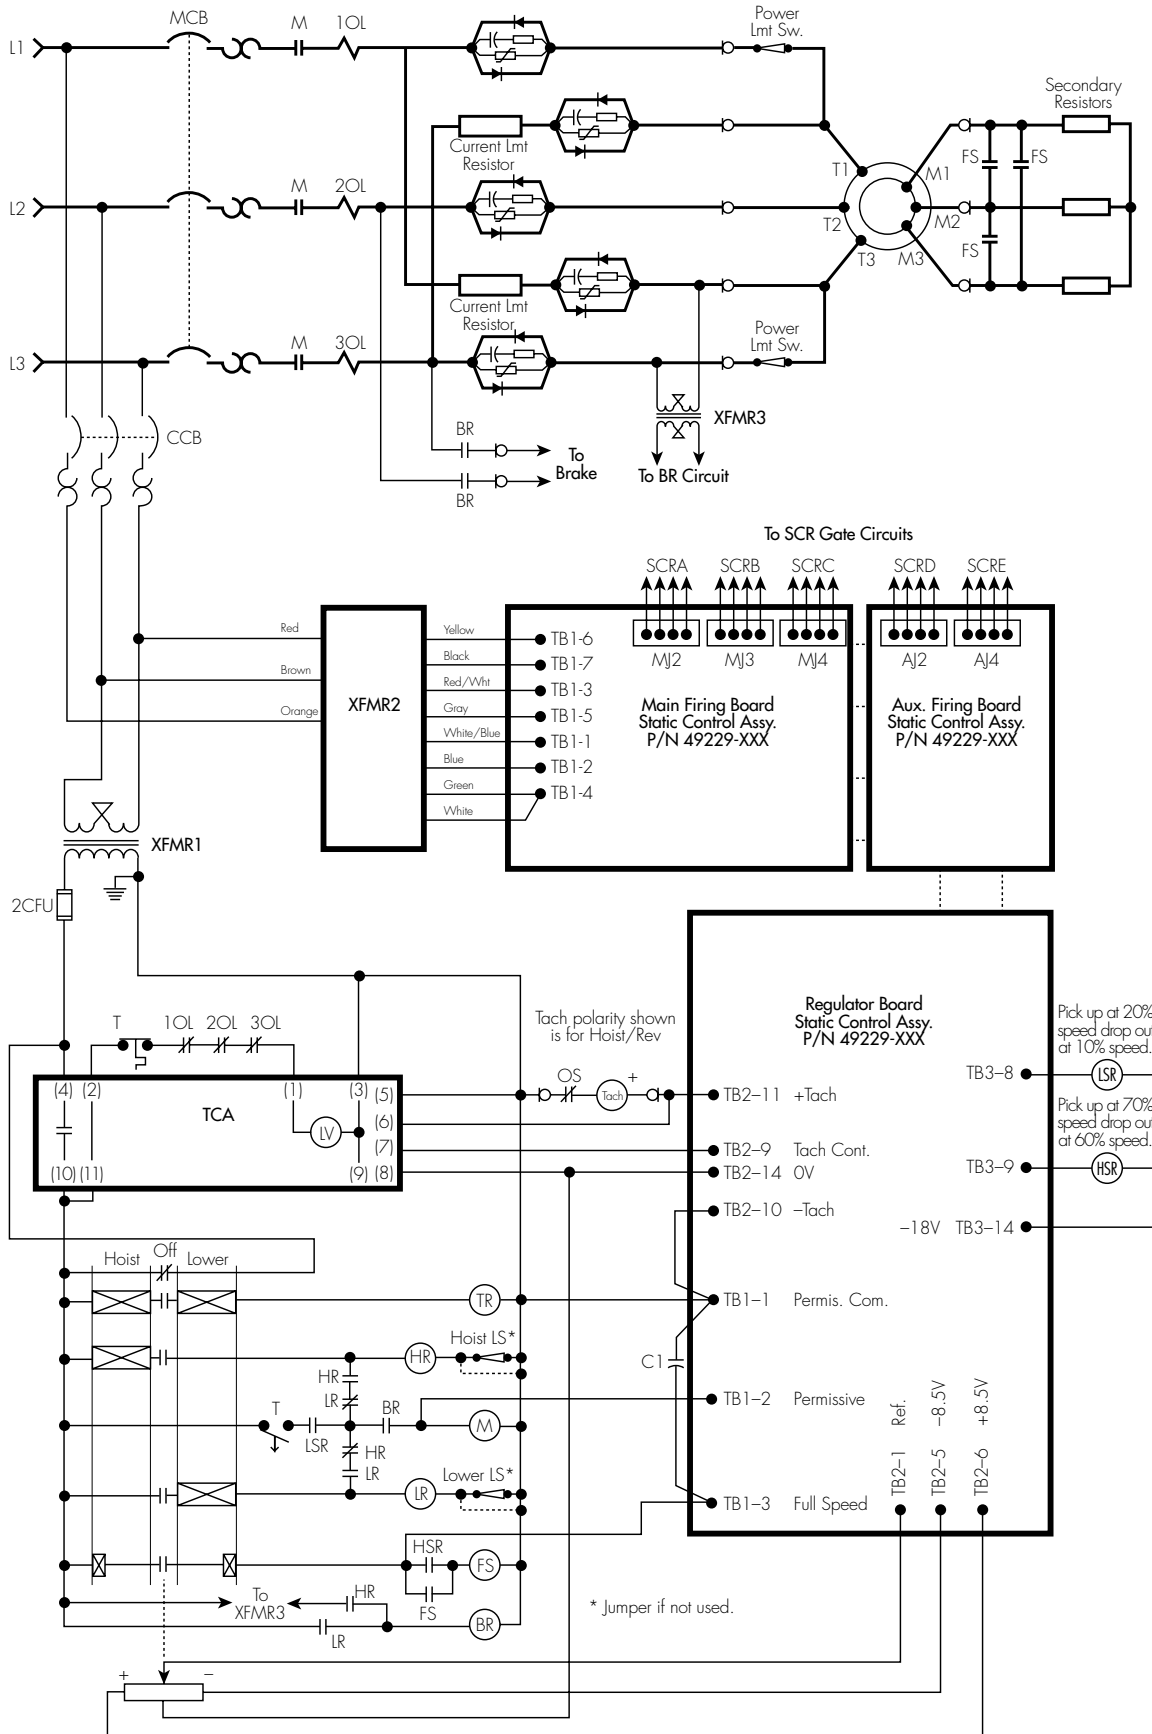 MCB
M
1OL
Power
Lmt Sw.
L1
Current Lmt
Resistor
Secondary
Resistors
FS
FS
T1
M1
M
2OL
L2
T2
M2
T3
M3
FS
Current Lmt
Resistor
M
3OL
Power
Lmt Sw.
L3
CCB
BR
BR
To
Brake
XFMR3
To BR Circuit
To SCR Gate Circuits
SCRA
SCRB
SCRC
SCRD
SCRE
MJ2
MJ3
MJ4
AJ2
AJ4
Red
Brown
Orange
XFMR2
Yellow
Black
Red/Wht
Gray
White/Blue
Blue
Green
White
TB1-6
TB1-7
TB1-3
TB1-5
TB1-1
TB1-2
TB1-4
Main Firing Board
Static Control Assy.
P/N 49229-XXX
Aux. Firing Board
Static Control Assy.
P/N 49229-XXX
XFMR1
2CFU
T
1OL
2OL
3OL
Tach polarity shown
is for Hoist/Rev
OS
Tach
+
Regulator Board
Static Control Assy.
P/N 49229-XXX
Pick up at 20%
speed drop out
at 10% speed.
LSR
Pick up at 70%
speed drop out
at 60% speed.
HSR
(4)
(2)
(1)
(3)
(5)
(6)
(7)
(8)
(10)
(11)
(9)
TCA
LV
TB2–11 +Tach
TB2–9 Tach Cont.
TB2–14 0V
TB2–10 –Tach
TB3–8
TB3–9
–18V TB3–14
TB1–1 Permis. Com.
TB1–2 Permissive
TB1–3 Full Speed
C1
TB2–1 Ref.
TB2–5 –8.5V
TB2–6 +8.5V
Hoist
Off
Lower
TR
HR
Hoist LS*
HR
LR
T
LSR
BR
M
HR
LR
LR
Lower LS*
HSR
FS
FS
To
XFMR3
HR
LR
BR
* Jumper if not used.
+
–